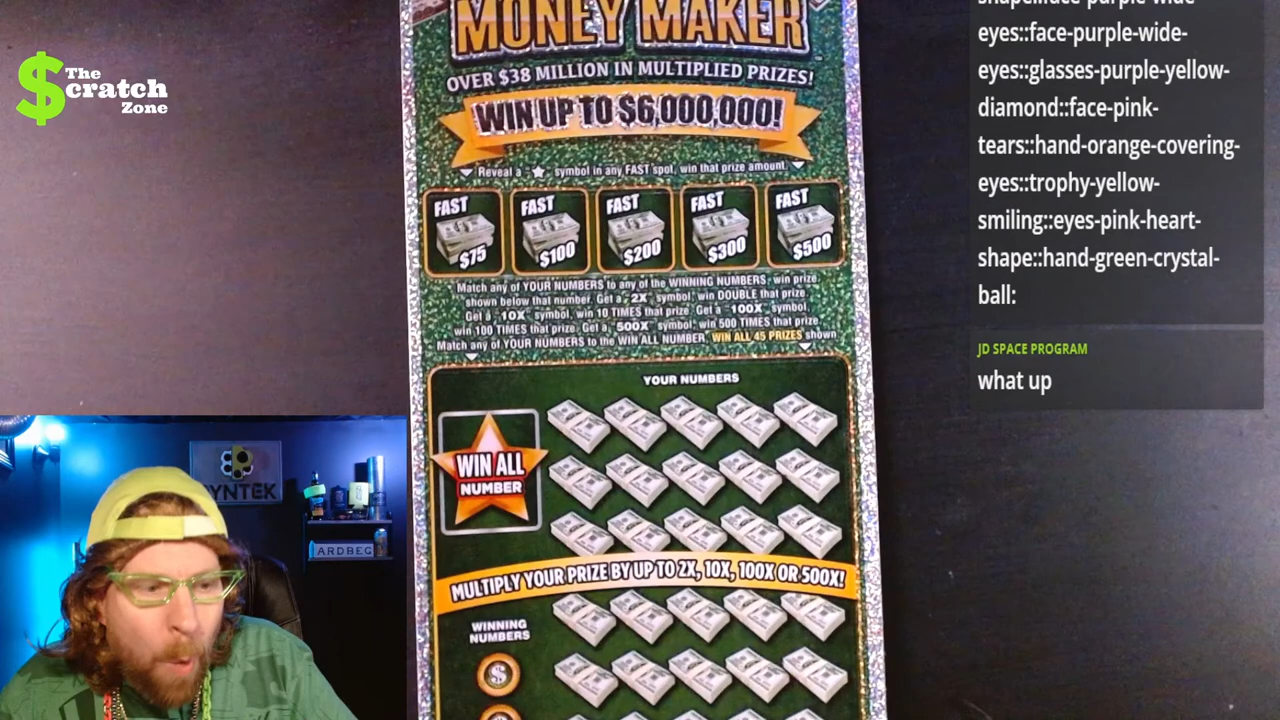 The
$cratch
Zone
MONEY MAKER
OVER $38 MILLION IN MULTIPLIED PRIZES!
WIN UP TO $6,000,000!
Reveal a "★" symbol in any FAST spot, win that prize amount.
FAST FAST FAST FAST FAST
$75 $100 $200 $300 $500
Match any of YOUR NUMBERS to any of the WINNING NUMBERS, win prize
shown below that number. Get a "2X" symbol, win DOUBLE that prize.
Get a "10X" symbol, win 10 TIMES that prize. Get a "100X" symbol,
win 100 TIMES that prize. Get a "500X" symbol, win 500 TIMES that prize.
Match any of YOUR NUMBERS to the WIN ALL NUMBER, WIN ALL 45 PRIZES shown
YOUR NUMBERS
WIN ALL
NUMBER
MULTIPLY YOUR PRIZE BY UP TO 2X, 10X, 100X OR 500X!
WINNING
NUMBERS
YNTEK
ARDBEG
eyes::face-purple-wide-
eyes::glasses-purple-yellow-
diamond::face-pink-
tears::hand-orange-covering-
eyes::trophy-yellow-
smiling::eyes-pink-heart-
shape::hand-green-crystal-
ball:
JD SPACE PROGRAM
what up